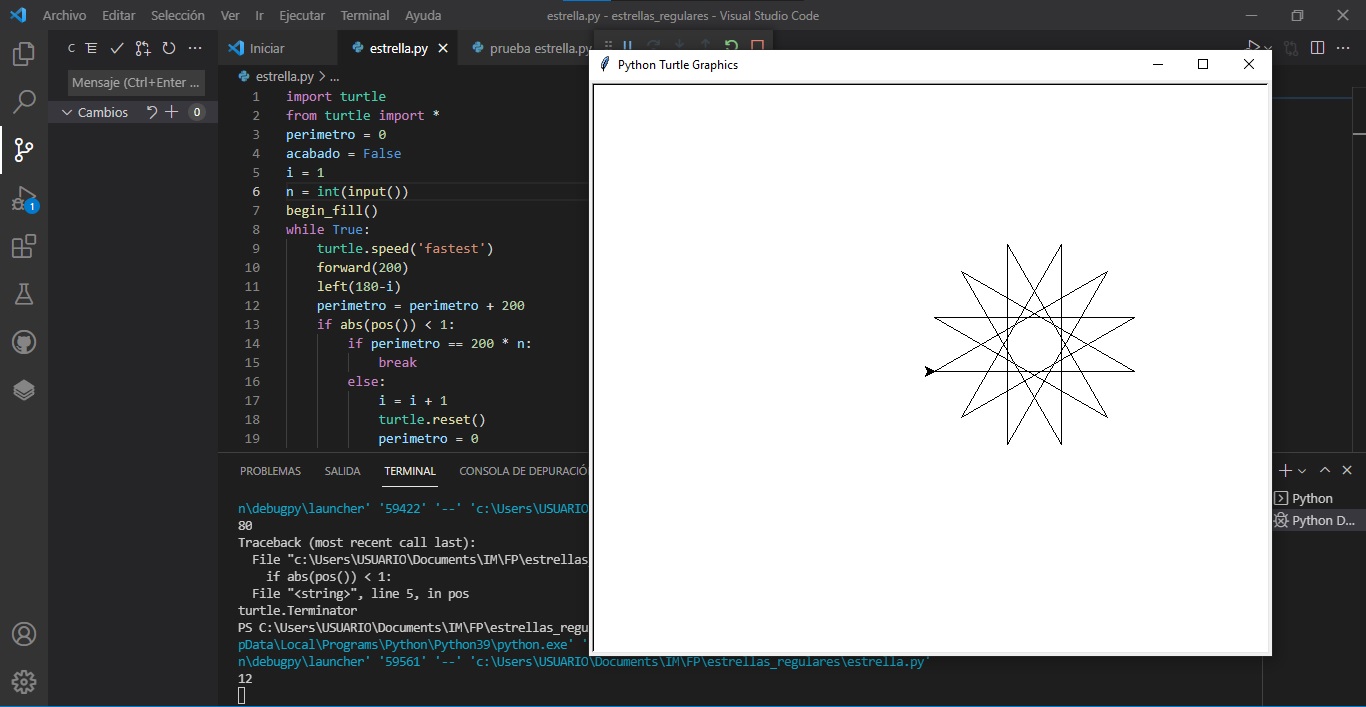 Archivo Editar Selección Ver Ir Ejecutar Terminal Ayuda estrella.py - estrellas_regulares - Visual Studio Code
C Iniciar estrella.py prueba estrella.py
Python Turtle Graphics
Mensaje (Ctrl+Enter ...
estrella.py > ...
Cambios 0
1 import turtle
2 from turtle import *
3 perimetro = 0
4 acabado = False
5 i = 1
6 n = int(input())
7 begin_fill()
8 while True:
9 turtle.speed('fastest')
10 forward(200)
11 left(180-i)
12 perimetro = perimetro + 200
13 if abs(pos()) < 1:
14 if perimetro == 200 * n:
15 break
16 else:
17 i = i + 1
18 turtle.reset()
19 perimetro = 0
1
PROBLEMAS SALIDA TERMINAL CONSOLA DE DEPURACIÓ
n\debugpy\launcher' '59422' '--' 'c:\Users\USUARIO
80
Traceback (most recent call last):
File "c:\Users\USUARIO\Documents\IM\FP\estrellas
if abs(pos()) < 1:
File "<string>", line 5, in pos
turtle.Terminator
PS C:\Users\USUARIO\Documents\IM\FP\estrellas_regu
pData\Local\Programs\Python\Python39\python.exe' '
n\debugpy\launcher' '59561' '--' 'c:\Users\USUARIO\Documents\IM\FP\estrellas_regulares\estrella.py'
12
Python
Python D...